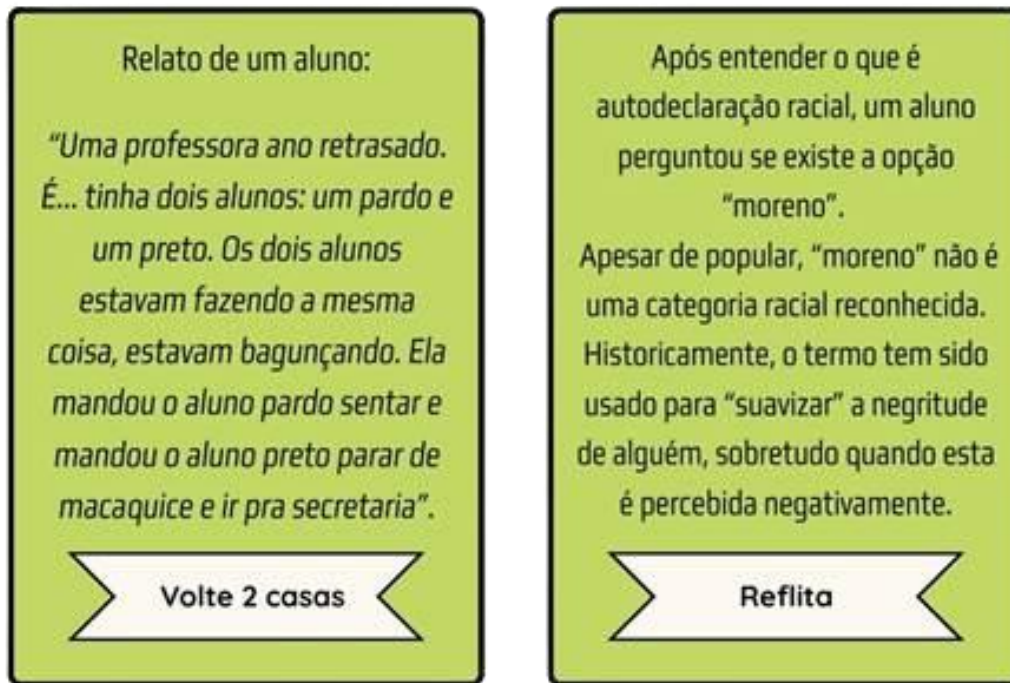 Relato de um aluno:
“Uma professora ano retrasado.
É... tinha dois alunos: um pardo e
um preto. Os dois alunos
estavam fazendo a mesma
coisa, estavam bagunçando. Ela
mandou o aluno pardo sentar e
mandou o aluno preto parar de
macaquice e ir pra secretaria”.
Volte 2 casas
Após entender o que é
autodeclaração racial, um aluno
perguntou se existe a opção
“moreno”.
Apesar de popular, “moreno” não é
uma categoria racial reconhecida.
Historicamente, o termo tem sido
usado para “suavizar” a negritude
de alguém, sobretudo quando esta
é percebida negativamente.
Reflita